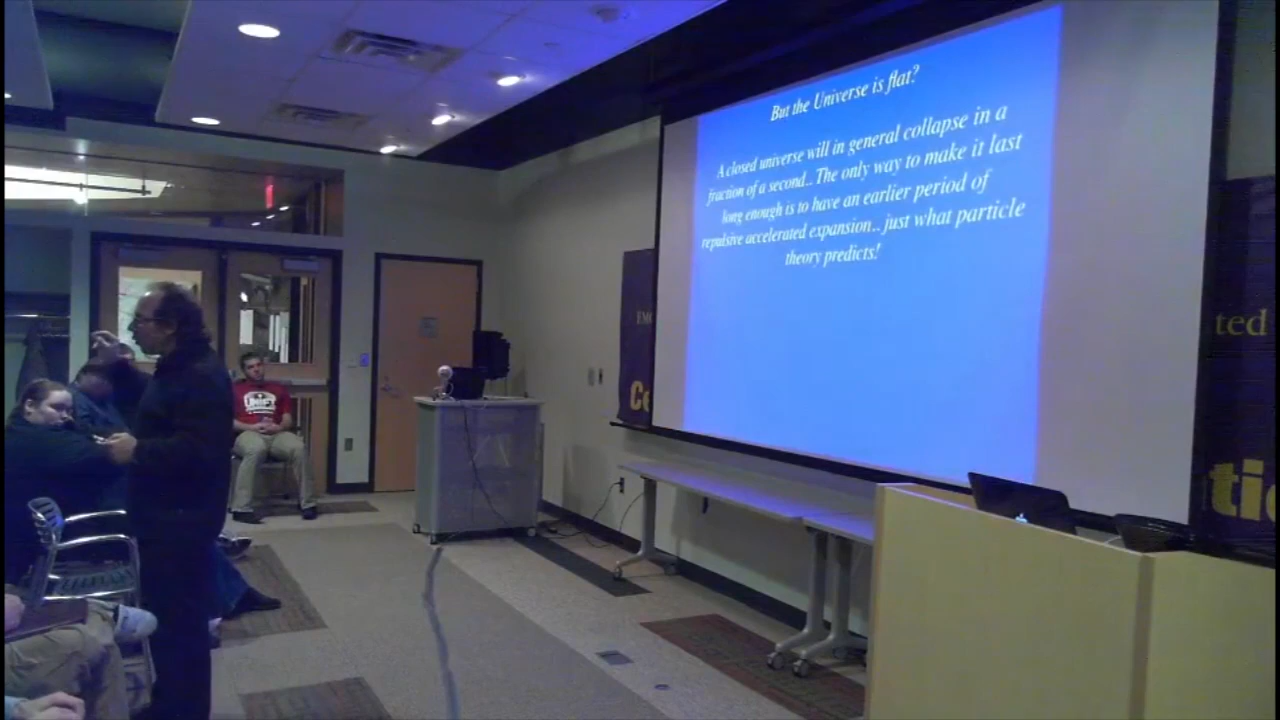 But the Universe is flat?
A closed universe will in general collapse in a
fraction of a second.. The only way to make it last
long enough is to have an earlier period of
repulsive accelerated expansion.. just what particle
theory predicts!
ted
Ce
tic